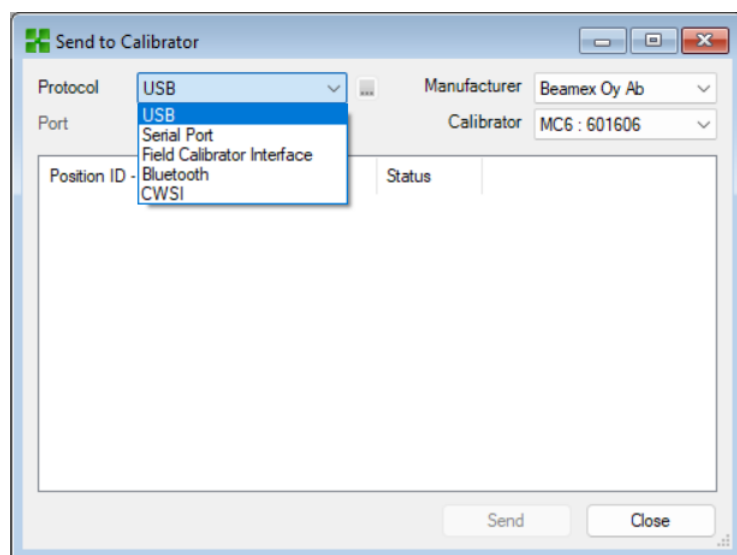 Send to Calibrator
Protocol USB ... Manufacturer Beamex Oy Ab
Port Calibrator MC6 : 601606
USB
Serial Port
Field Calibrator Interface
Bluetooth
CWSI
Position ID - Status
Send Close